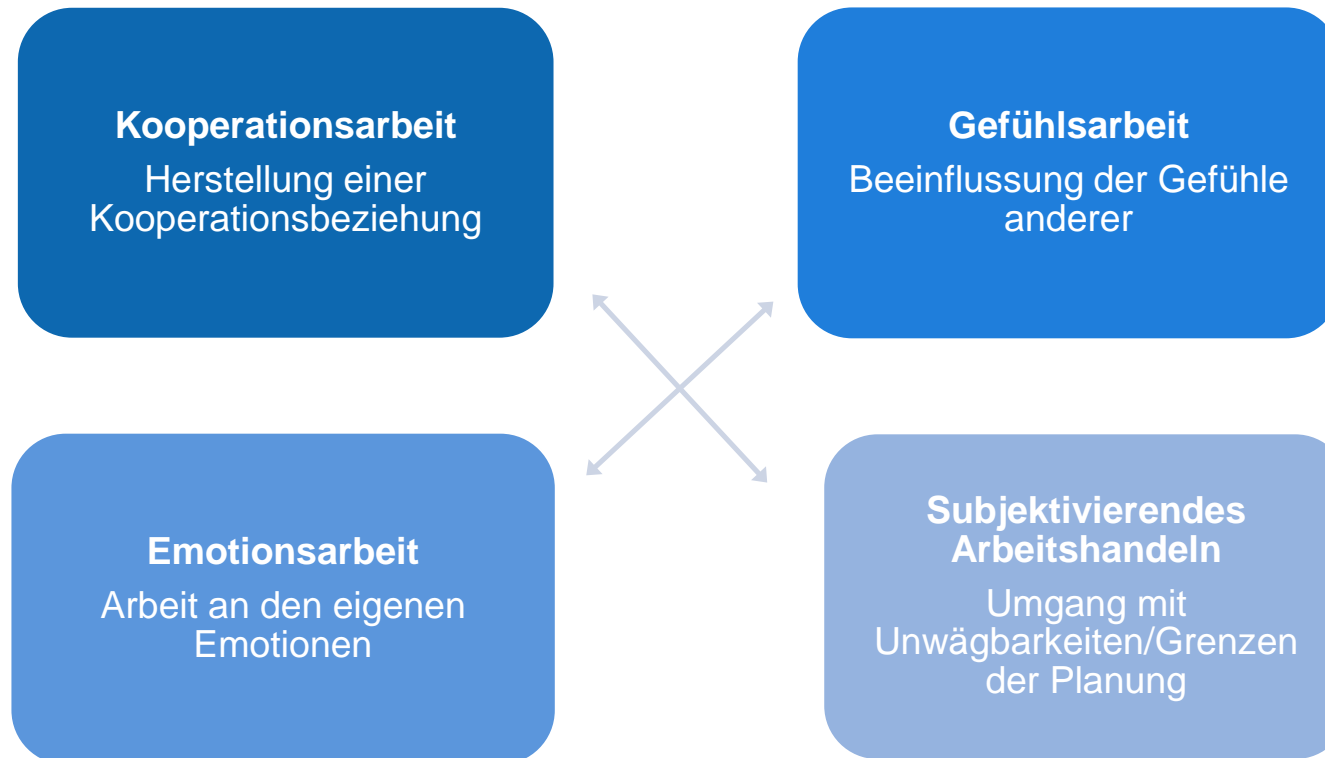 Kooperationsarbeit
Herstellung einer
Kooperationsbeziehung
Gefühlsarbeit
Beeinflussung der Gefühle
anderer
Emotionsarbeit
Arbeit an den eigenen
Emotionen
Subjektivierendes
Arbeitshandeln
Umgang mit
Unwägbarkeiten/Grenzen
der Planung